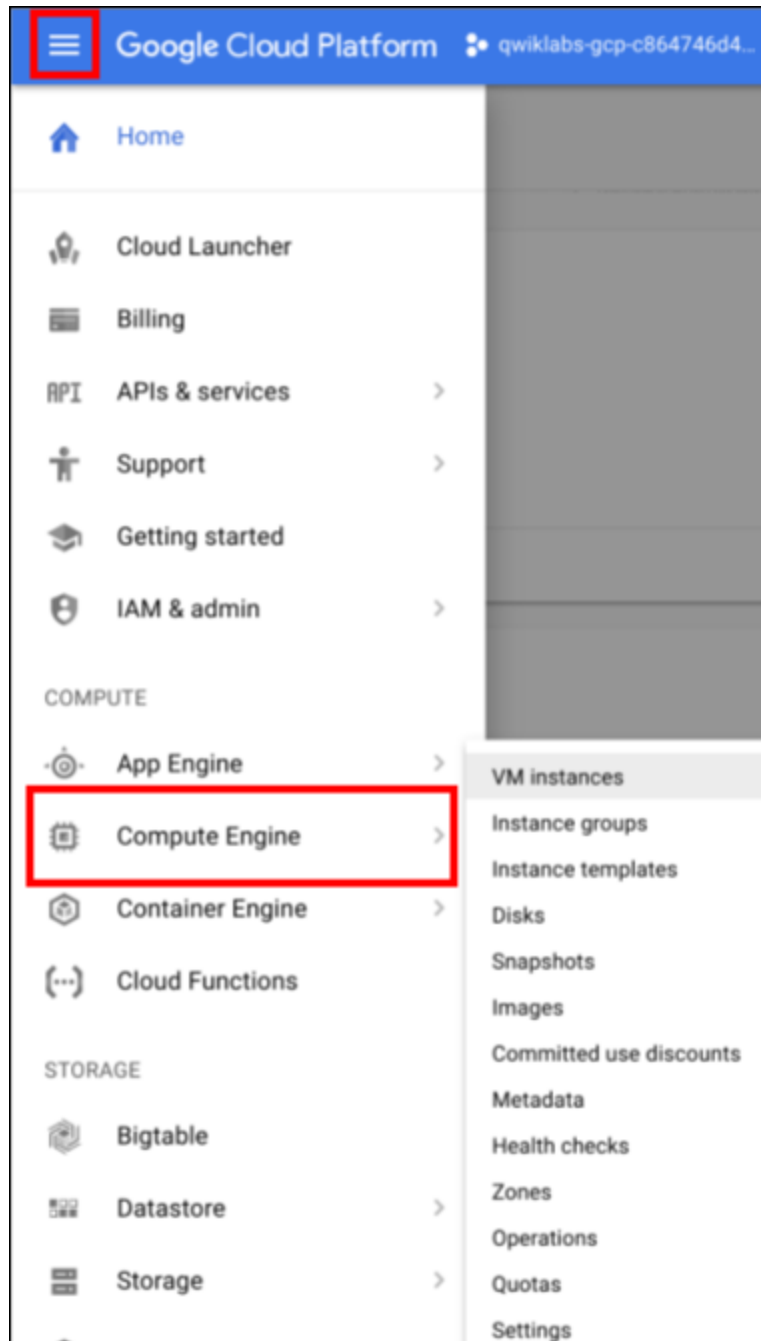 Google Cloud Platform qwiklabs-gcp-c864746d4...
Home
Cloud Launcher
Billing
API APIs & services
Support
Getting started
IAM & admin
COMPUTE
App Engine
Compute Engine
Container Engine
Cloud Functions
STORAGE
Bigtable
Datastore
Storage
VM instances
Instance groups
Instance templates
Disks
Snapshots
Images
Committed use discounts
Metadata
Health checks
Zones
Operations
Quotas
Settings